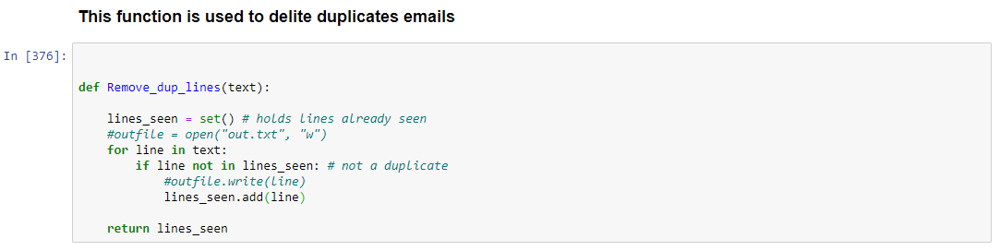 This function is used to delite duplicates emails
In [376]:
def Remove_dup_lines(text):
    lines_seen = set() # holds lines already seen
    #outfile = open("out.txt", "w")
    for line in text:
        if line not in lines_seen: # not a duplicate
            #outfile.write(line)
            lines_seen.add(line)
    return lines_seen